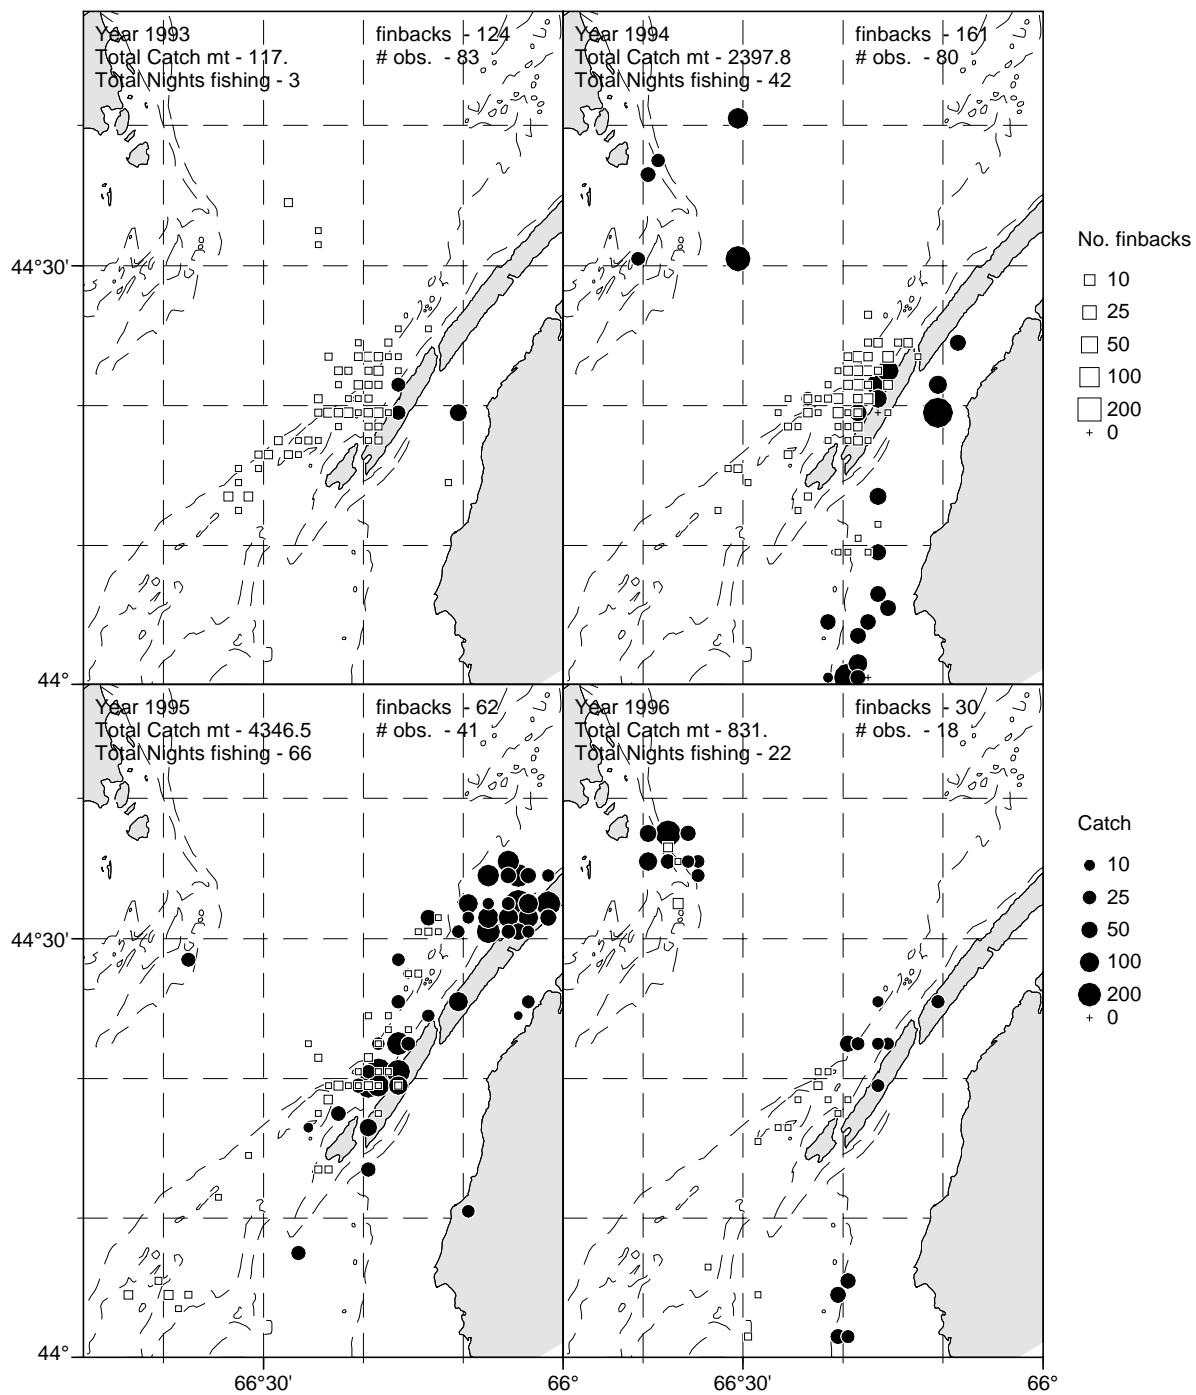 Year 1993
finbacks - 124
Total Catch mt - 117.
# obs. - 83
Total Nights fishing - 3
Year 1994
finbacks - 161
Total Catch mt - 2397.8
# obs. - 80
Total Nights fishing - 42
44°30'
44°
No. finbacks
10
25
50
100
200
+ 0
Year 1995
finbacks - 62
Total Catch mt - 4346.5
# obs. - 41
Total Nights fishing - 66
Year 1996
finbacks - 30
Total Catch mt - 831.
# obs. - 18
Total Nights fishing - 22
44°30'
44°
Catch
10
25
50
100
200
+ 0
66°30'
66°
66°30'
66°